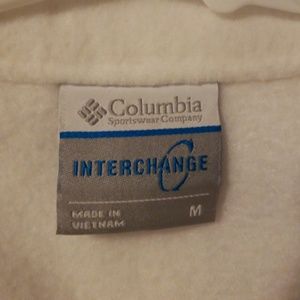 Columbia
Sportswear Company
INTERCHANGE
MADE IN
VIETNAM
M